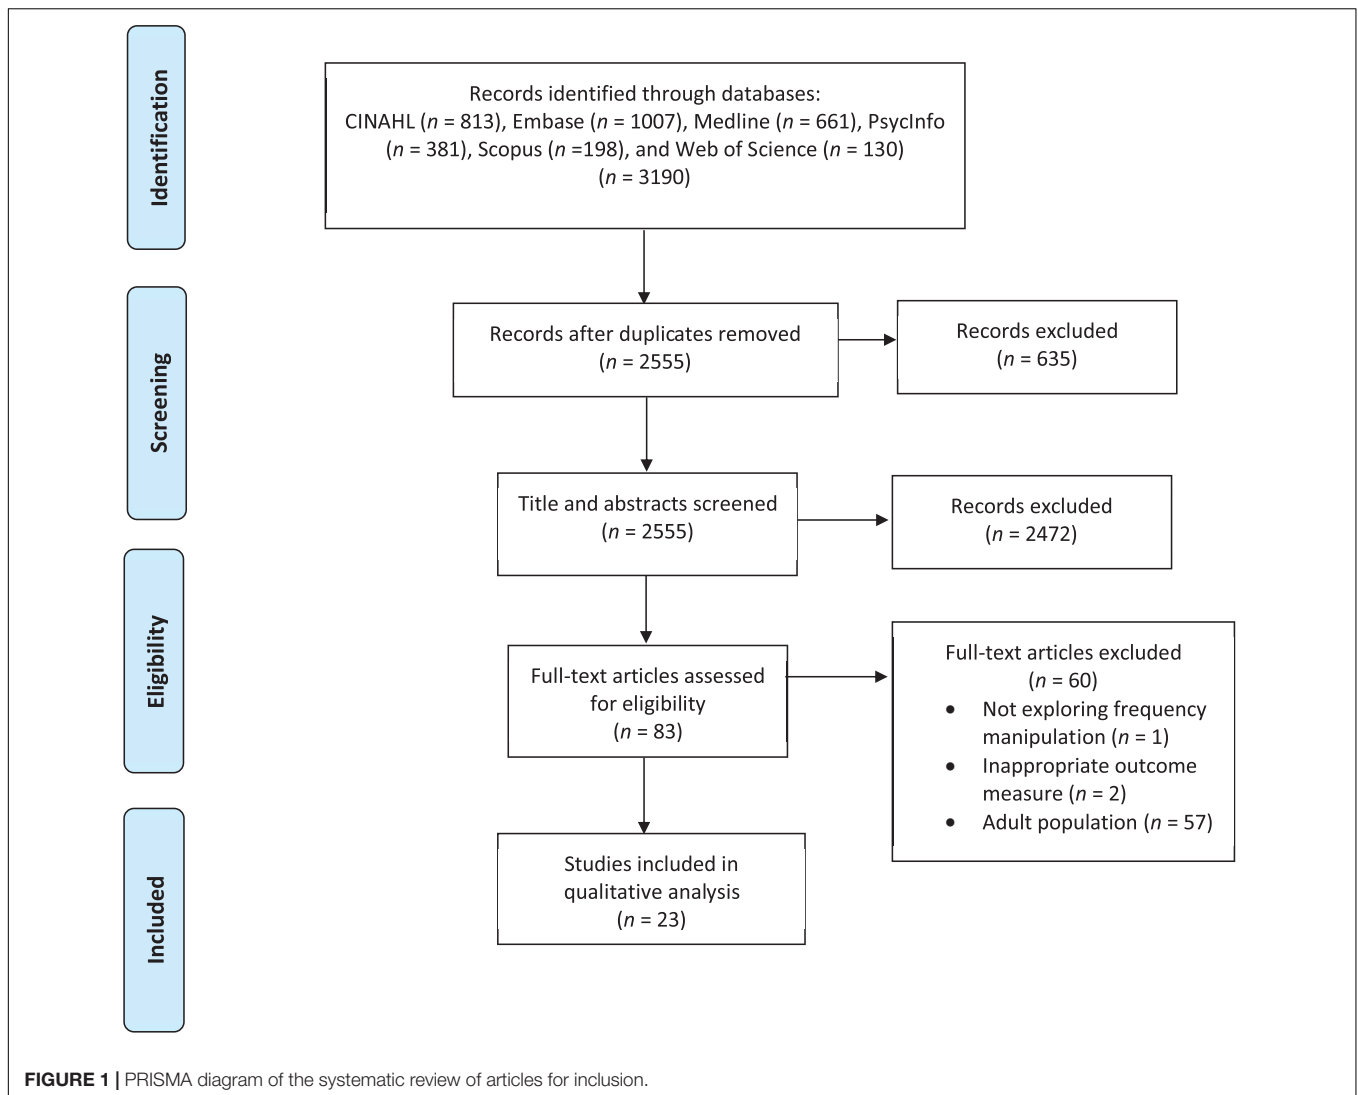 Identification
Records identified through databases:
CINAHL (n = 813), Embase (n = 1007), Medline (n = 661), PsycInfo
(n = 381), Scopus (n =198), and Web of Science (n = 130)
(n = 3190)
Screening
Records after duplicates removed
(n = 2555)
Records excluded
(n = 635)
Title and abstracts screened
(n = 2555)
Records excluded
(n = 2472)
Eligibility
Full-text articles assessed
for eligibility
(n = 83)
Full-text articles excluded
(n = 60)
• Not exploring frequency
manipulation (n = 1)
• Inappropriate outcome
measure (n = 2)
• Adult population (n = 57)
Included
Studies included in
qualitative analysis
(n = 23)
FIGURE 1 | PRISMA diagram of the systematic review of articles for inclusion.